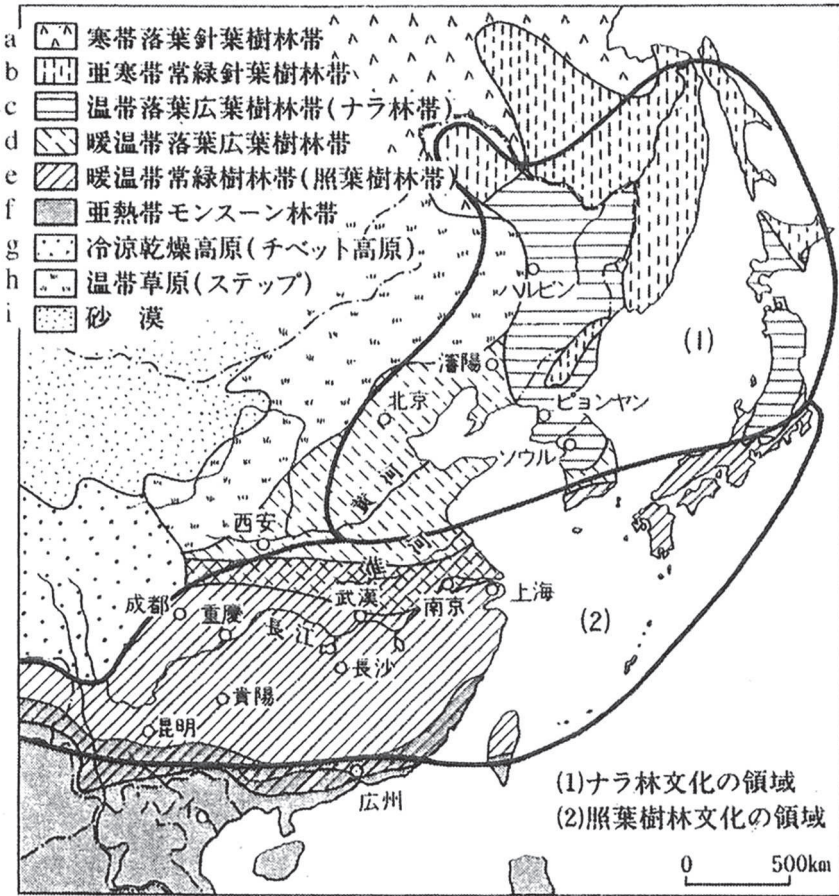 a 寒帯落葉針葉樹林帯
b 亜寒帯常緑針葉樹林帯
c 温帯落葉広葉樹林帯(ナラ林帯)
d 暖温帯落葉広葉樹林帯
e 暖温帯常緑樹林帯(照葉樹林帯)
f 亜熱帯モンスーン林帯
g 冷涼乾燥高原(チベット高原)
h 温帯草原(ステップ)
i 砂 漠
ハルビン
(1)
瀋陽
北京
ピョンヤン
ソウル
黄河
西安
淮河
成都
重慶
武漢
南京
上海
長江
(2)
長沙
貴陽
昆明
広州
(1)ナラ林文化の領域
(2)照葉樹林文化の領域
0 500km